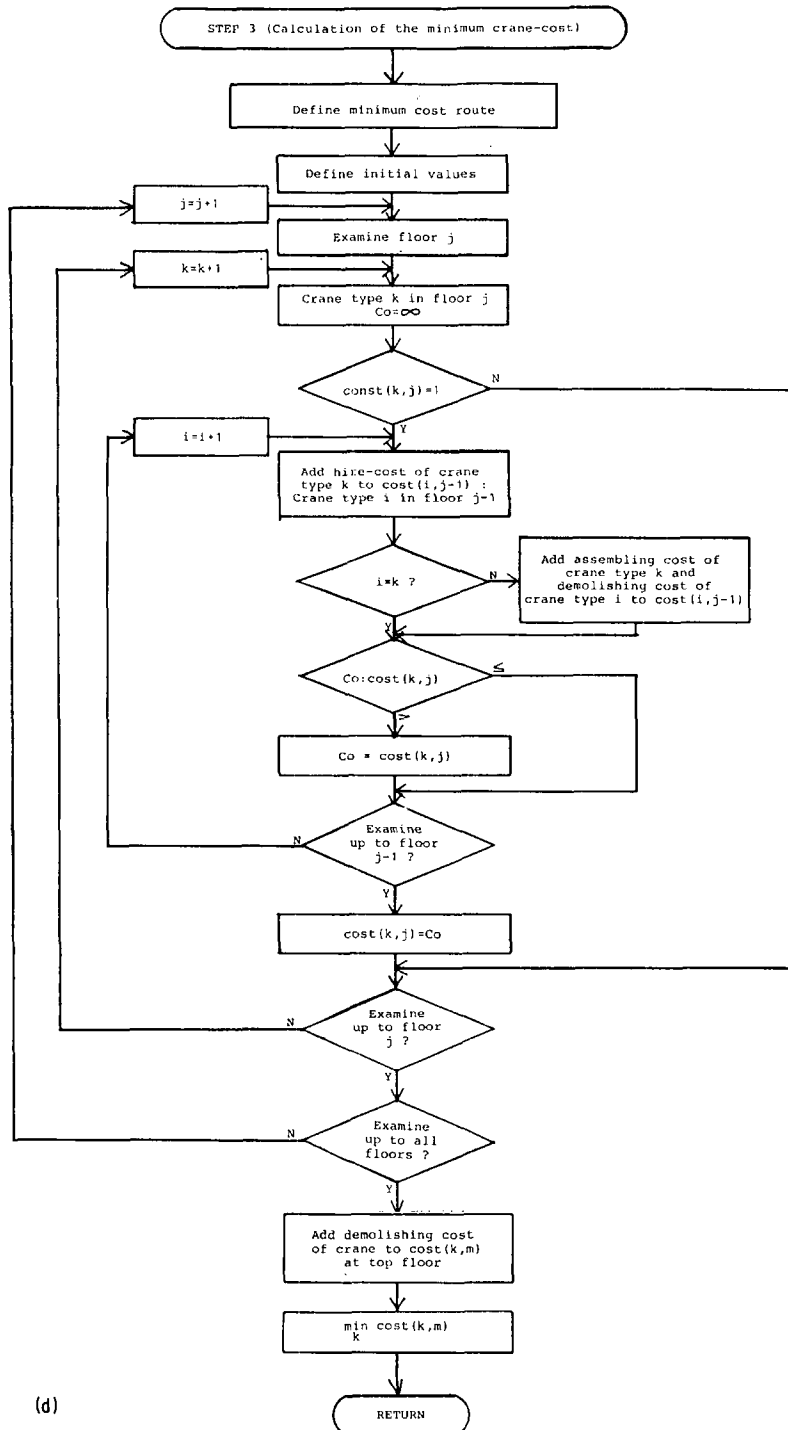 STEP 3 (Calculation of the minimum crane-cost)
Define minimum cost route
Define initial values
j=j+1
Examine floor j
k=k+1
Crane type k in floor j
Co=∞
const(k,j)=1
N
Y
i=i+1
Add hire-cost of crane
type k to cost(i,j-1) :
Crane type i in floor j-1
i=k ?
N
Add assembling cost of
crane type k and
demolishing cost of
crane type i to cost(i,j-1)
Y
Co:cost(k,j)
≤
>
Co = cost(k,j)
Examine
up to floor
j-1 ?
N
Y
cost(k,j)=Co
Examine
up to floor
j ?
N
Y
Examine
up to all
floors ?
N
Y
Add demolishing cost
of crane to cost(k,m)
at top floor
min cost(k,m)
k
RETURN
(d)